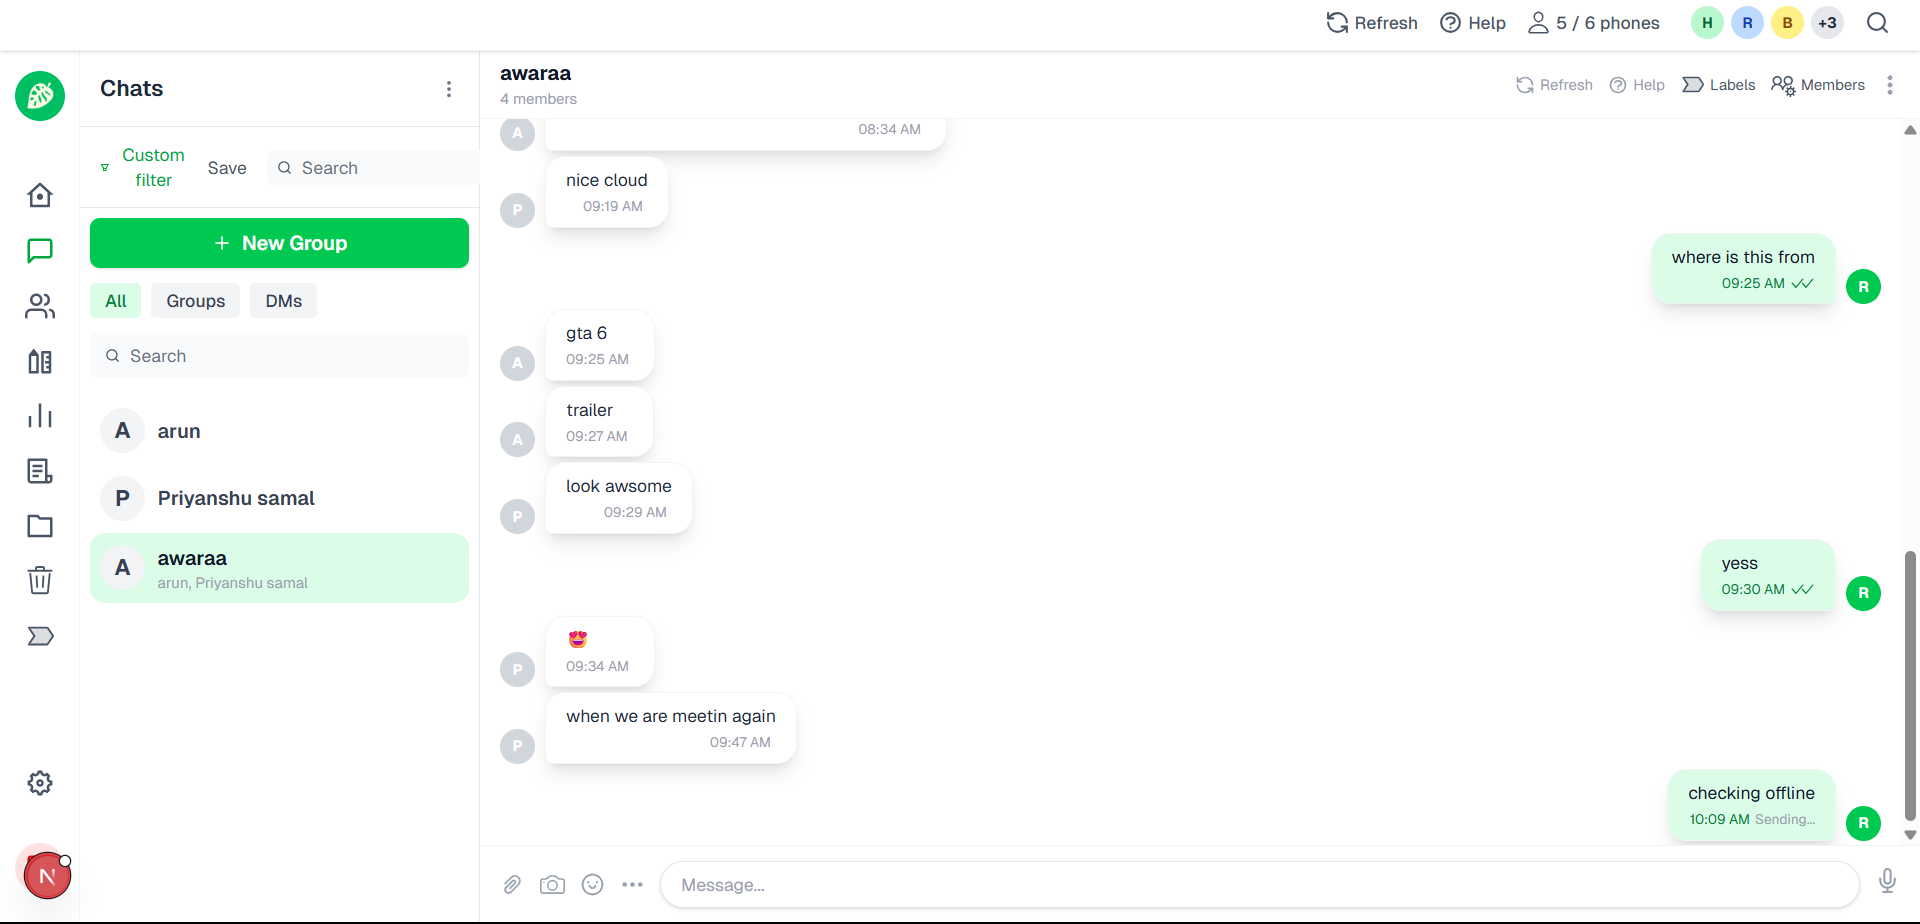 Refresh
Help
5 / 6 phones
H
R
B
+3
Chats
Custom
filter
Save
Search
New Group
All
Groups
DMs
Search
A
arun
P
Priyanshu samal
A
awaraa
arun, Priyanshu samal
N
awaraa
4 members
Refresh
Help
Labels
Members
A
08:34 AM
nice cloud
09:19 AM
P
where is this from
09:25 AM
R
gta 6
09:25 AM
A
trailer
09:27 AM
A
look awsome
09:29 AM
P
yess
09:30 AM
R
09:34 AM
P
when we are meetin again
09:47 AM
P
checking offline
10:09 AM Sending...
R
Message...